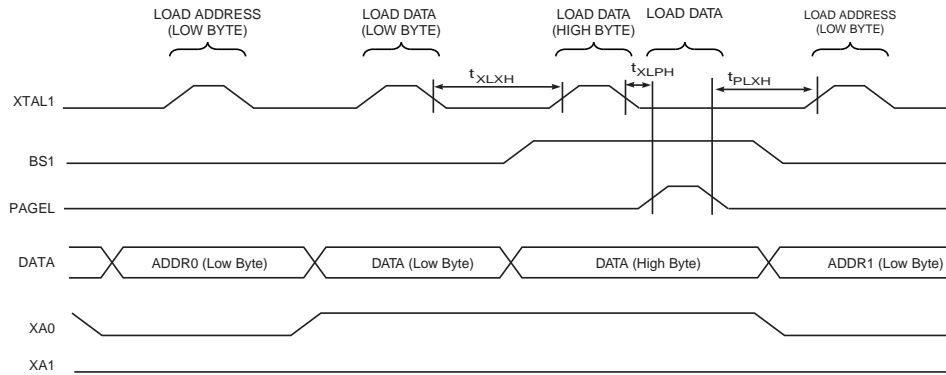 LOAD ADDRESS
(LOW BYTE)
LOAD DATA
(LOW BYTE)
LOAD DATA
(HIGH BYTE)
LOAD DATA
LOAD ADDRESS
(LOW BYTE)
tXLXH
tXLPH
tPLXH
XTAL1
BS1
PAGEL
DATA
ADDR0 (Low Byte)
DATA (Low Byte)
DATA (High Byte)
ADDR1 (Low Byte)
XA0
XA1